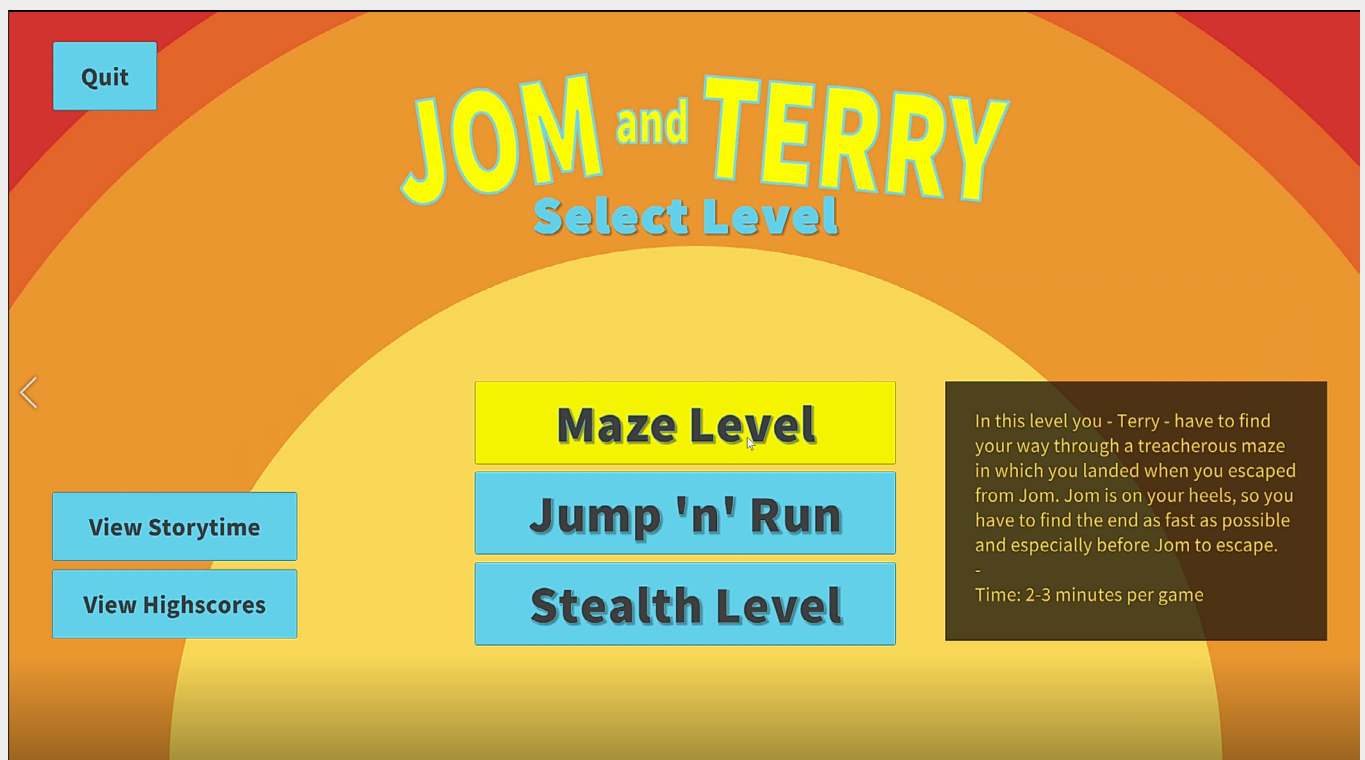 Quit
JOM and TERRY
Select Level
Maze Level
Jump 'n' Run
Stealth Level
View Storytime
View Highscores
In this level you - Terry - have to find
your way through a treacherous maze
in which you landed when you escaped
from Jom. Jom is on your heels, so you
have to find the end as fast as possible
and especially before Jom to escape.
-
Time: 2-3 minutes per game